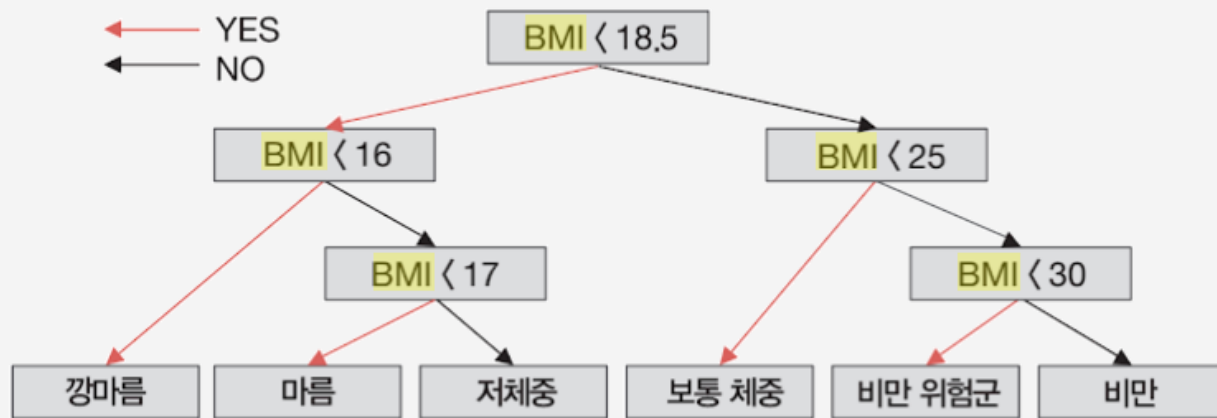 YES
NO
BMI < 18.5
BMI < 16
BMI < 25
BMI < 17
BMI < 30
깡마름
마름
저체중
보통 체중
비만 위험군
비만